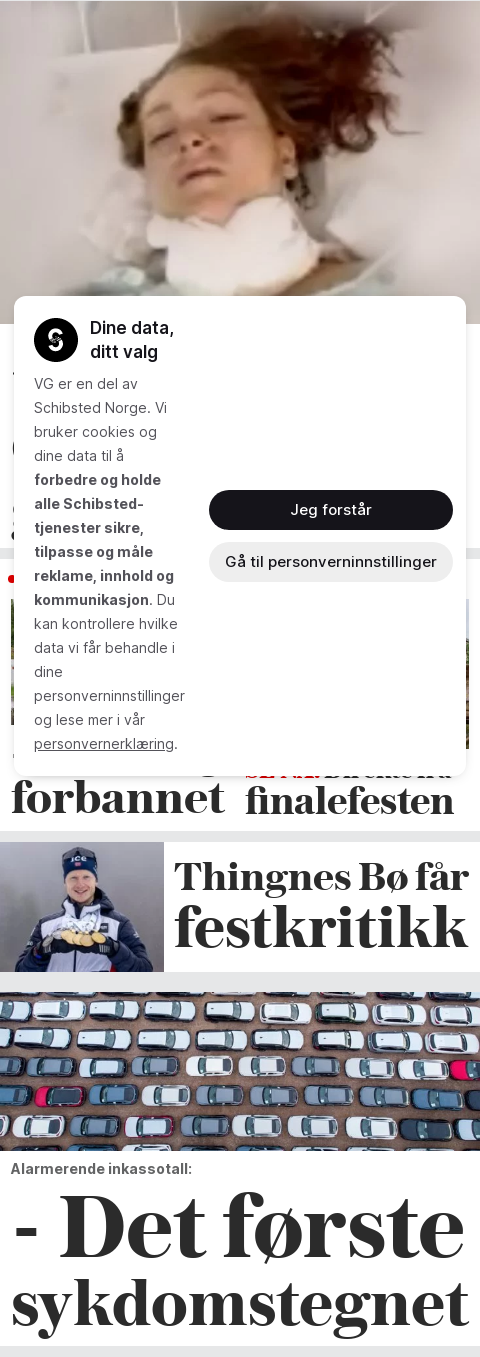 Dine data,
ditt valg
VG er en del av
Schibsted Norge. Vi
bruker cookies og
dine data til å
forbedre og holde
alle Schibsted-
tjenester sikre,
tilpasse og måle
reklame, innhold og
kommunikasjon. Du
kan kontrollere hvilke
data vi får behandle i
dine
personverninnstillinger
og lese mer i vår
personvernerklæring.
Jeg forstår
Gå til personverninnstillinger
forbannet
finalefesten
Thingnes Bø får
festkritikk
Alarmerende inkassotall:
- Det første
sykdomstegnet